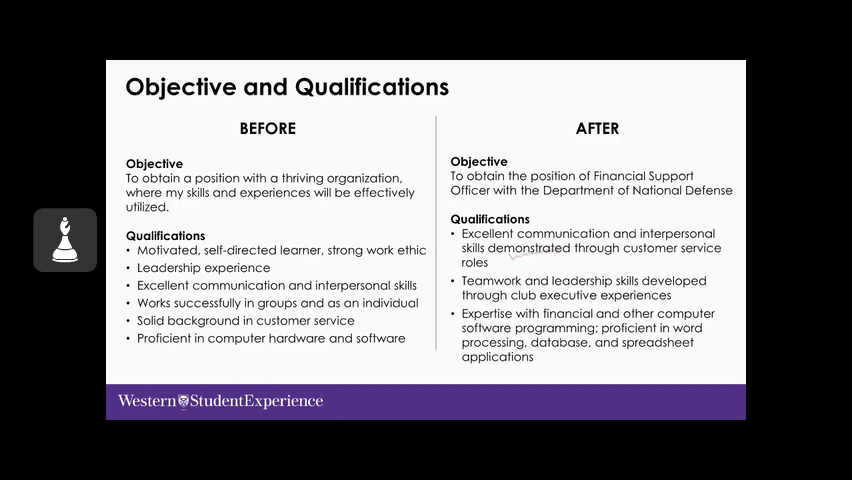 Objective and Qualifications
BEFORE
Objective
To obtain a position with a thriving organization,
where my skills and experiences will be effectively
utilized.
Qualifications
• Motivated, self-directed learner, strong work ethic
• Leadership experience
• Excellent communication and interpersonal skills
• Works successfully in groups and as an individual
• Solid background in customer service
• Proficient in computer hardware and software
AFTER
Objective
To obtain the position of Financial Support
Officer with the Department of National Defense
Qualifications
• Excellent communication and interpersonal
skills demonstrated through customer service
roles
• Teamwork and leadership skills developed
through club executive experiences
• Expertise with financial and other computer
software programming; proficient in word
processing, database, and spreadsheet
applications
Western StudentExperience